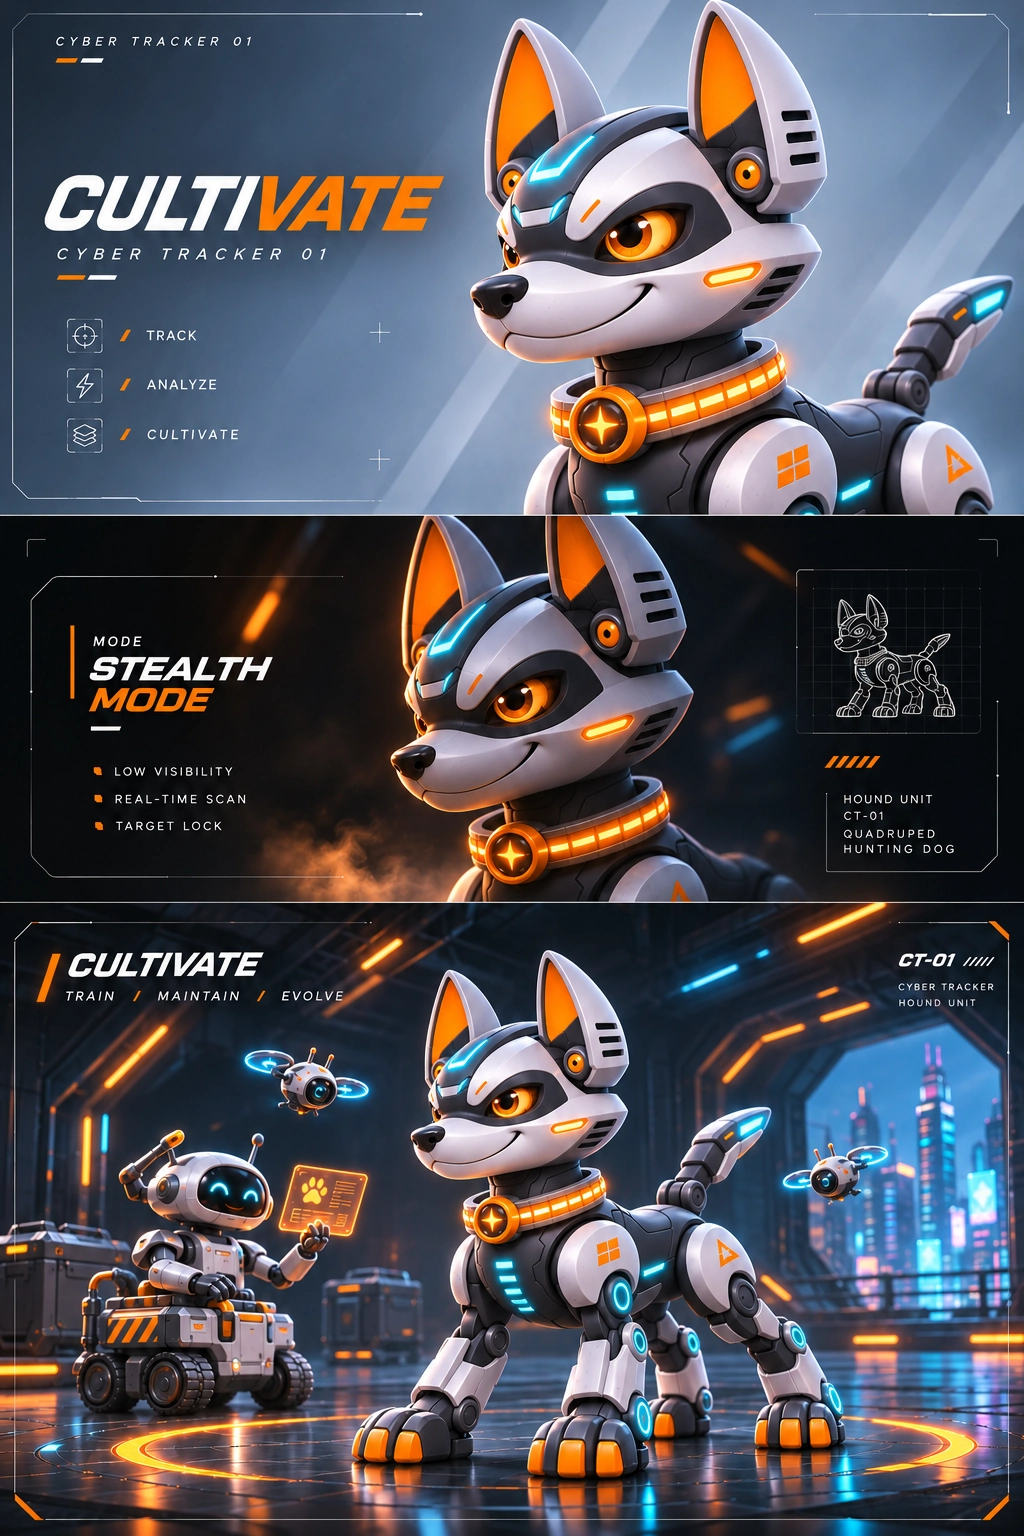 CYBER TRACKER 01
CULTIVATE
CYBER TRACKER 01
TRACK
ANALYZE
CULTIVATE
MODE
STEALTH
MODE
LOW VISIBILITY
REAL-TIME SCAN
TARGET LOCK
HOUND UNIT
CT-01
QUADRUPED
HUNTING DOG
CULTIVATE
TRAIN / MAINTAIN / EVOLVE
CT-01
CYBER TRACKER
HOUND UNIT